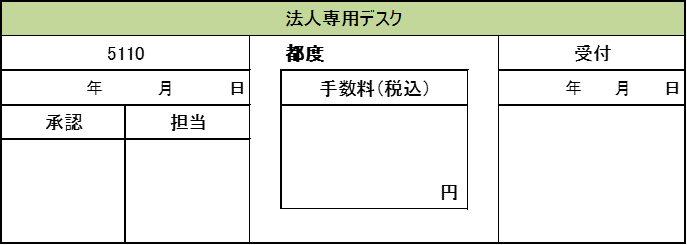 法人専用デスク
5110 都度 受付
年 月 日 手数料（税込） 年 月 日
承認 担当
円